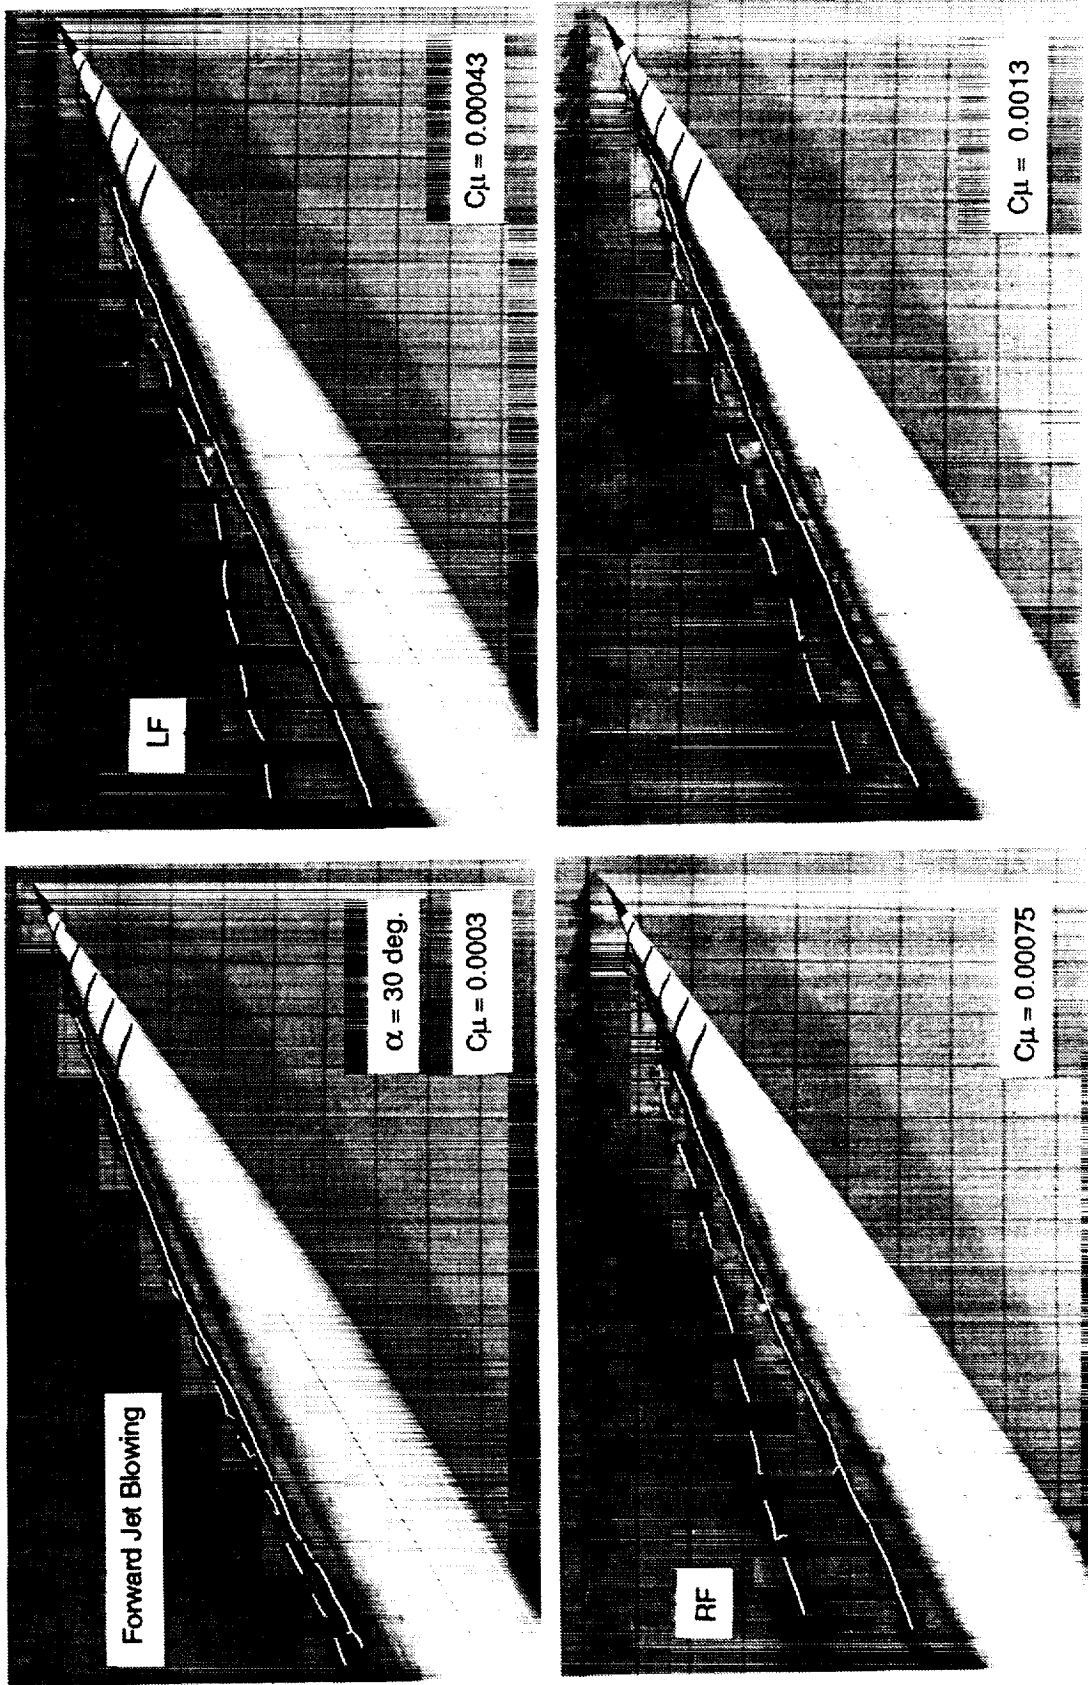 Forward Jet Blowing
α = 30 deg.
Cμ = 0.0003
LF
Cμ = 0.00043
RF
Cμ = 0.00075
Cμ = 0.0013